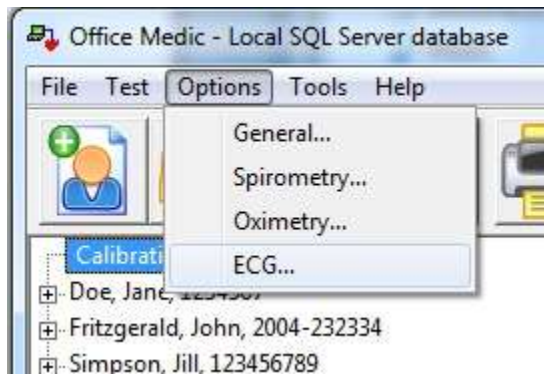 Office Medic - Local SQL Server database
File Test Options Tools Help
General...
Spirometry...
Oximetry...
ECG...
Doe, Jane, 1234567
Fritzgerald, John, 2004-232334
Simpson, Jill, 123456789